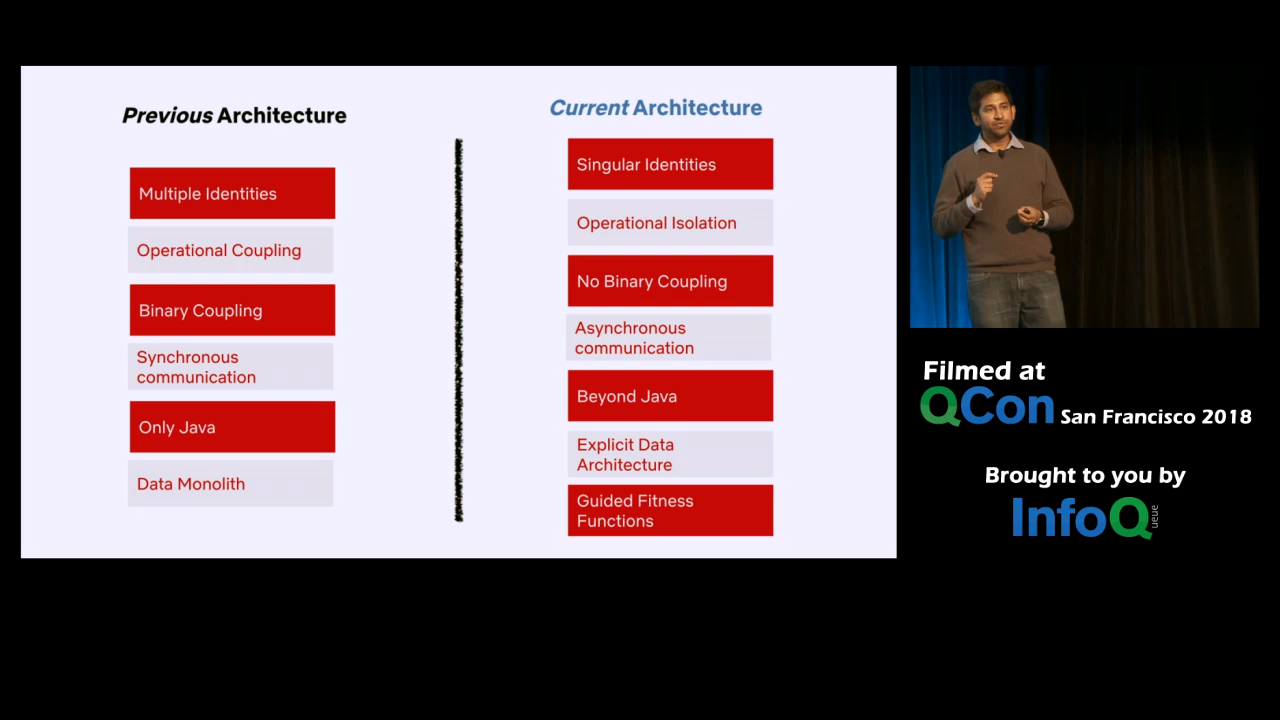 Previous Architecture
Multiple Identities
Operational Coupling
Binary Coupling
Synchronous
communication
Only Java
Data Monolith
Current Architecture
Singular Identities
Operational Isolation
No Binary Coupling
Asynchronous
communication
Beyond Java
Explicit Data
Architecture
Guided Fitness
Functions
Filmed at
QCon San Francisco 2018
Brought to you by
InfoQueue